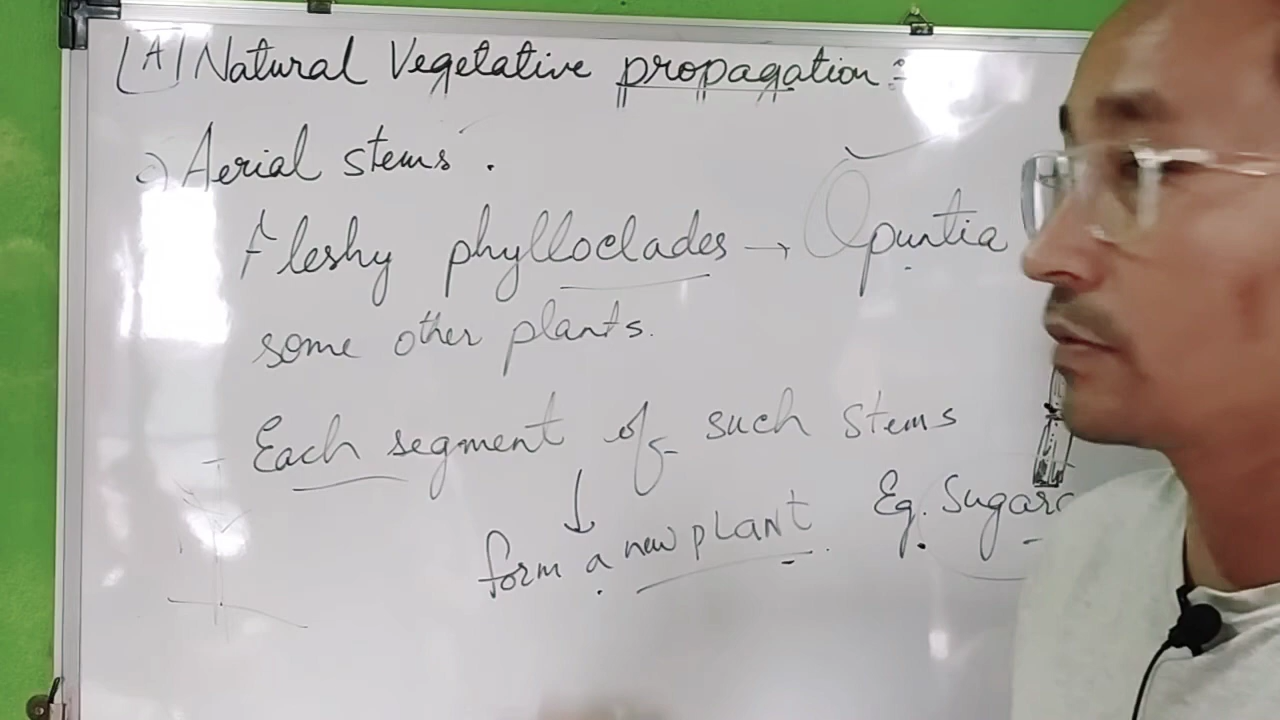 [A] Natural Vegetative propagation :
c) Aerial stems .
Fleshy phylloclades → Opuntia
some other plants.
- Each segment of such stems
↓
form a new plant. Eg. Sugarc